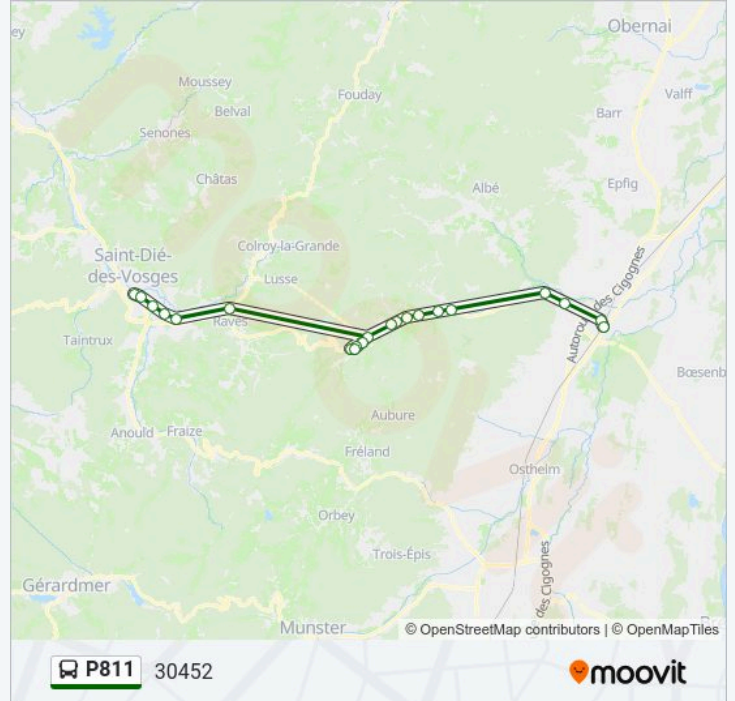 Obernai
ey
Moussey
Valff
Fouday
Belval
Barr
Senones
Châtas
Albé
Epfig
Saint-Dié-
des-Vosges
Colroy-la-Grande
Lusse
Autoroute des Cigognes
Raves
Taintrux
Bœsenb
Aubure
Anould
Fraize
Fréland
Ostheim
Orbey
Trois-Épis
des Cigognes
Gérardmer
Munster
© OpenStreetMap contributors | © OpenMapTiles
P811 30452
moovit